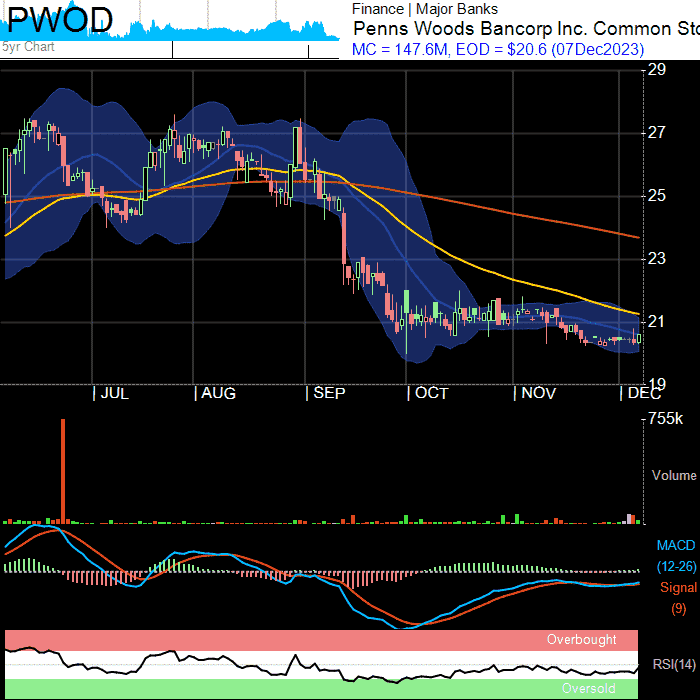 PWOD
5yr Chart
Finance | Major Banks
Penns Woods Bancorp Inc. Common Sto
MC = 147.6M, EOD = $20.6 (07Dec2023)
29
27
25
23
21
19
| JUL | AUG | SEP | OCT | NOV | DEC
755k
Volume
MACD
(12-26)
Signal
(9)
Overbought
RSI(14)
Oversold